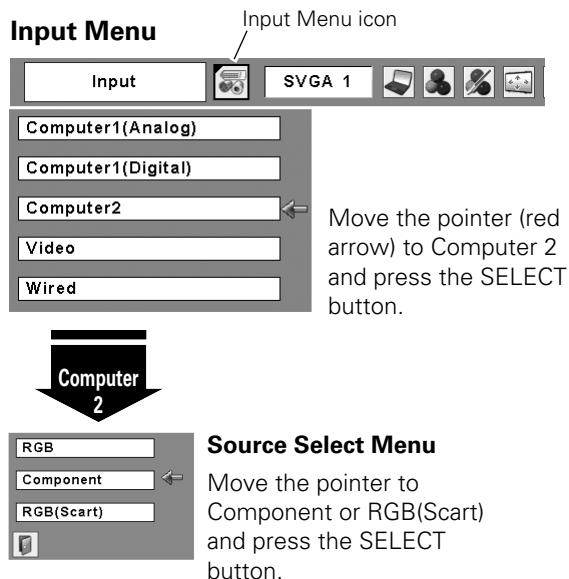 Input Menu icon
Input Menu
Input
SVGA 1
Computer1(Analog)
Computer1(Digital)
Computer2
Video
Wired
Move the pointer (red
arrow) to Computer 2
and press the SELECT
button.
Computer
2
RGB
Component
RGB(Scart)
Source Select Menu
Move the pointer to
Component or RGB(Scart)
and press the SELECT
button.